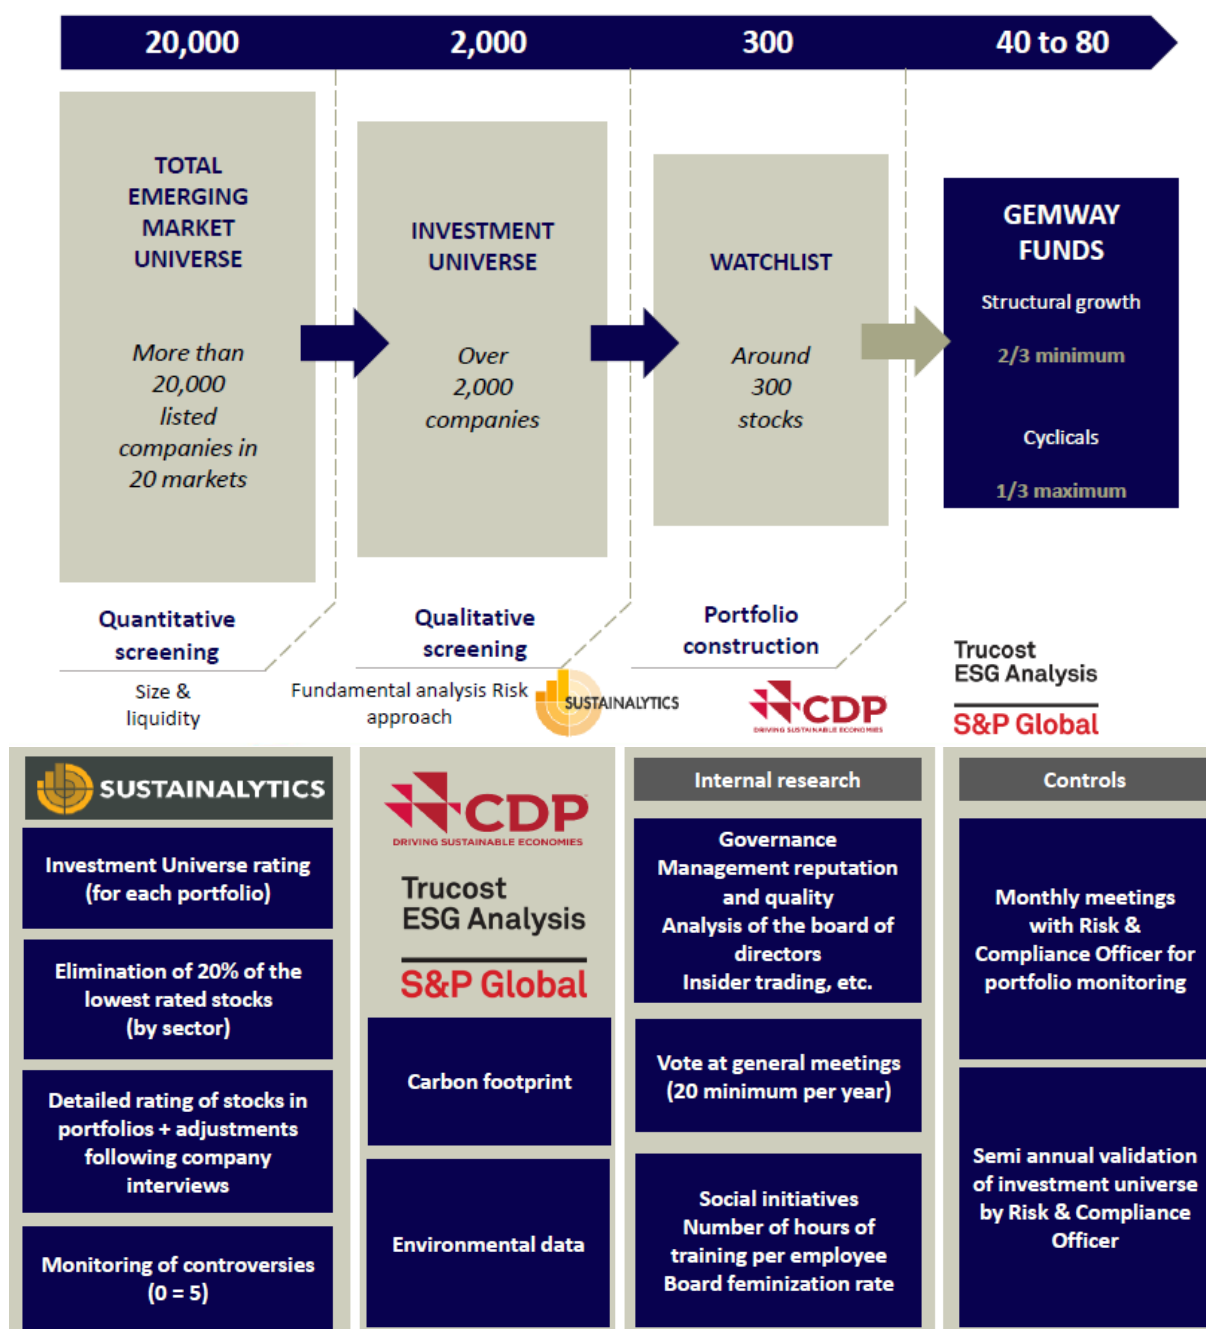 20,000
2,000
300
40 to 80
TOTAL
EMERGING
MARKET
UNIVERSE
More than
20,000
listed
companies in
20 markets
INVESTMENT
UNIVERSE
Over
2,000
companies
WATCHLIST
Around
300
stocks
GEMWAY
FUNDS
Structural growth
2/3 minimum
Cyclicals
1/3 maximum
Quantitative
screening
Size &
liquidity
Qualitative
screening
Fundamental analysis Risk
approach
SUSTAINALYTICS
Portfolio
construction
CDP
DRIVING SUSTAINABLE ECONOMIES
Trucost
ESG Analysis
S&P Global
SUSTAINALYTICS
Investment Universe rating
(for each portfolio)
Elimination of 20% of the
lowest rated stocks
(by sector)
Detailed rating of stocks in
portfolios + adjustments
following company
interviews
Monitoring of controversies
(0 = 5)
CDP
DRIVING SUSTAINABLE ECONOMIES
Trucost
ESG Analysis
S&P Global
Carbon footprint
Environmental data
Internal research
Governance
Management reputation
and quality
Analysis of the board of
directors
Insider trading, etc.
Vote at general meetings
(20 minimum per year)
Social initiatives
Number of hours of
training per employee
Board feminization rate
Controls
Monthly meetings
with Risk &
Compliance Officer for
portfolio monitoring
Semi annual validation
of investment universe
by Risk & Compliance
Officer